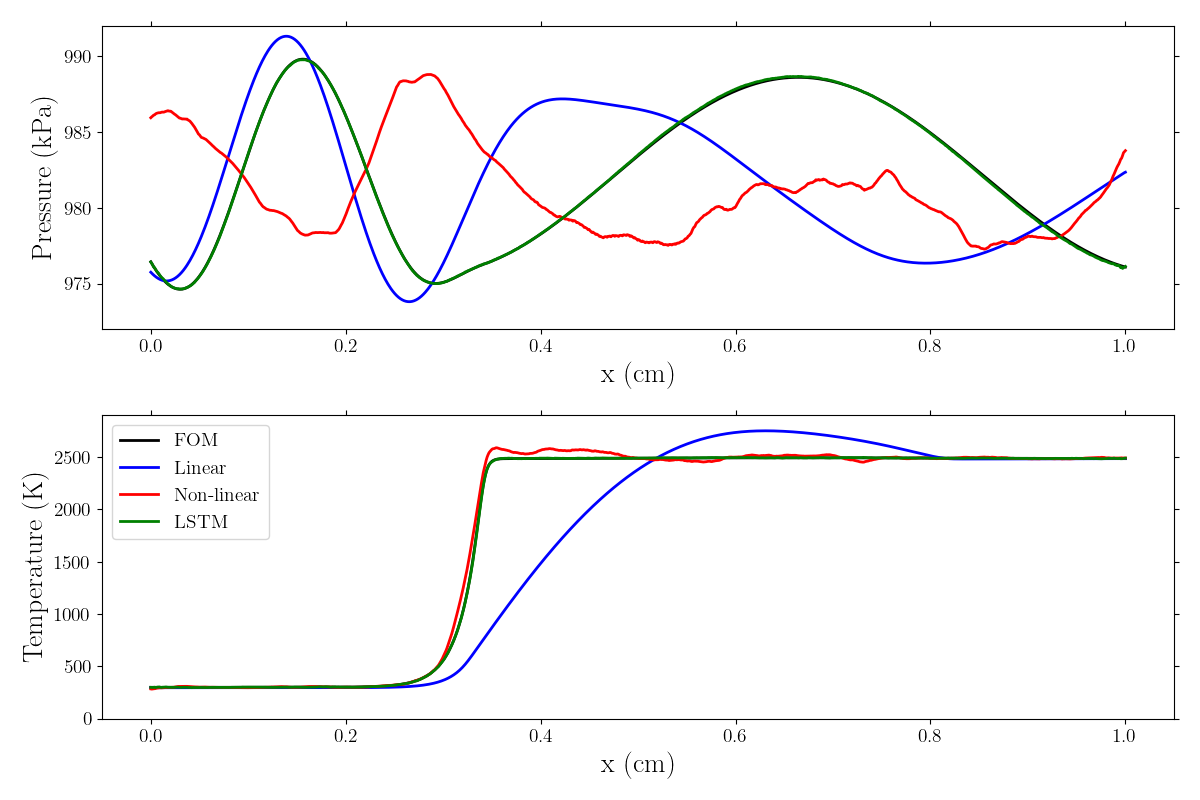 990
985
980
975
Pressure (kPa)
0.0 0.2 0.4 0.6 0.8 1.0
x (cm)
FOM
Linear
Non-linear
LSTM
2500
2000
1500
1000
500
0
Temperature (K)
0.0 0.2 0.4 0.6 0.8 1.0
x (cm)